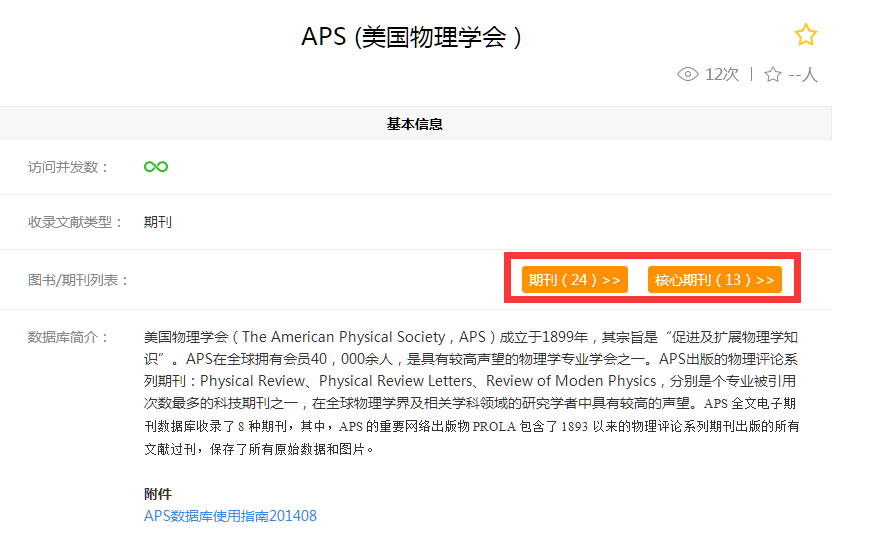 APS (美国物理学会）
12次 | --人
基本信息
访问并发数：
收录文献类型： 期刊
图书/期刊列表： 期刊（24）>> 核心期刊（13）>>
数据库简介： 美国物理学会（The American Physical Society，APS）成立于1899年，其宗旨是“促进及扩展物理学知
识”。APS在全球拥有会员40，000余人，是具有较高声望的物理学专业学会之一。APS出版的物理评论系
列期刊：Physical Review、Physical Review Letters、Review of Moden Physics，分别是个专业被引用
次数最多的科技期刊之一，在全球物理学界及相关学科领域的研究学者中具有较高的声望。APS 全文电子期
刊数据库收录了 8 种期刊，其中，APS 的重要网络出版物 PROLA 包含了 1893 以来的物理评论系列期刊出版的所有
文献过刊，保存了所有原始数据和图片。
附件
APS数据库使用指南201408